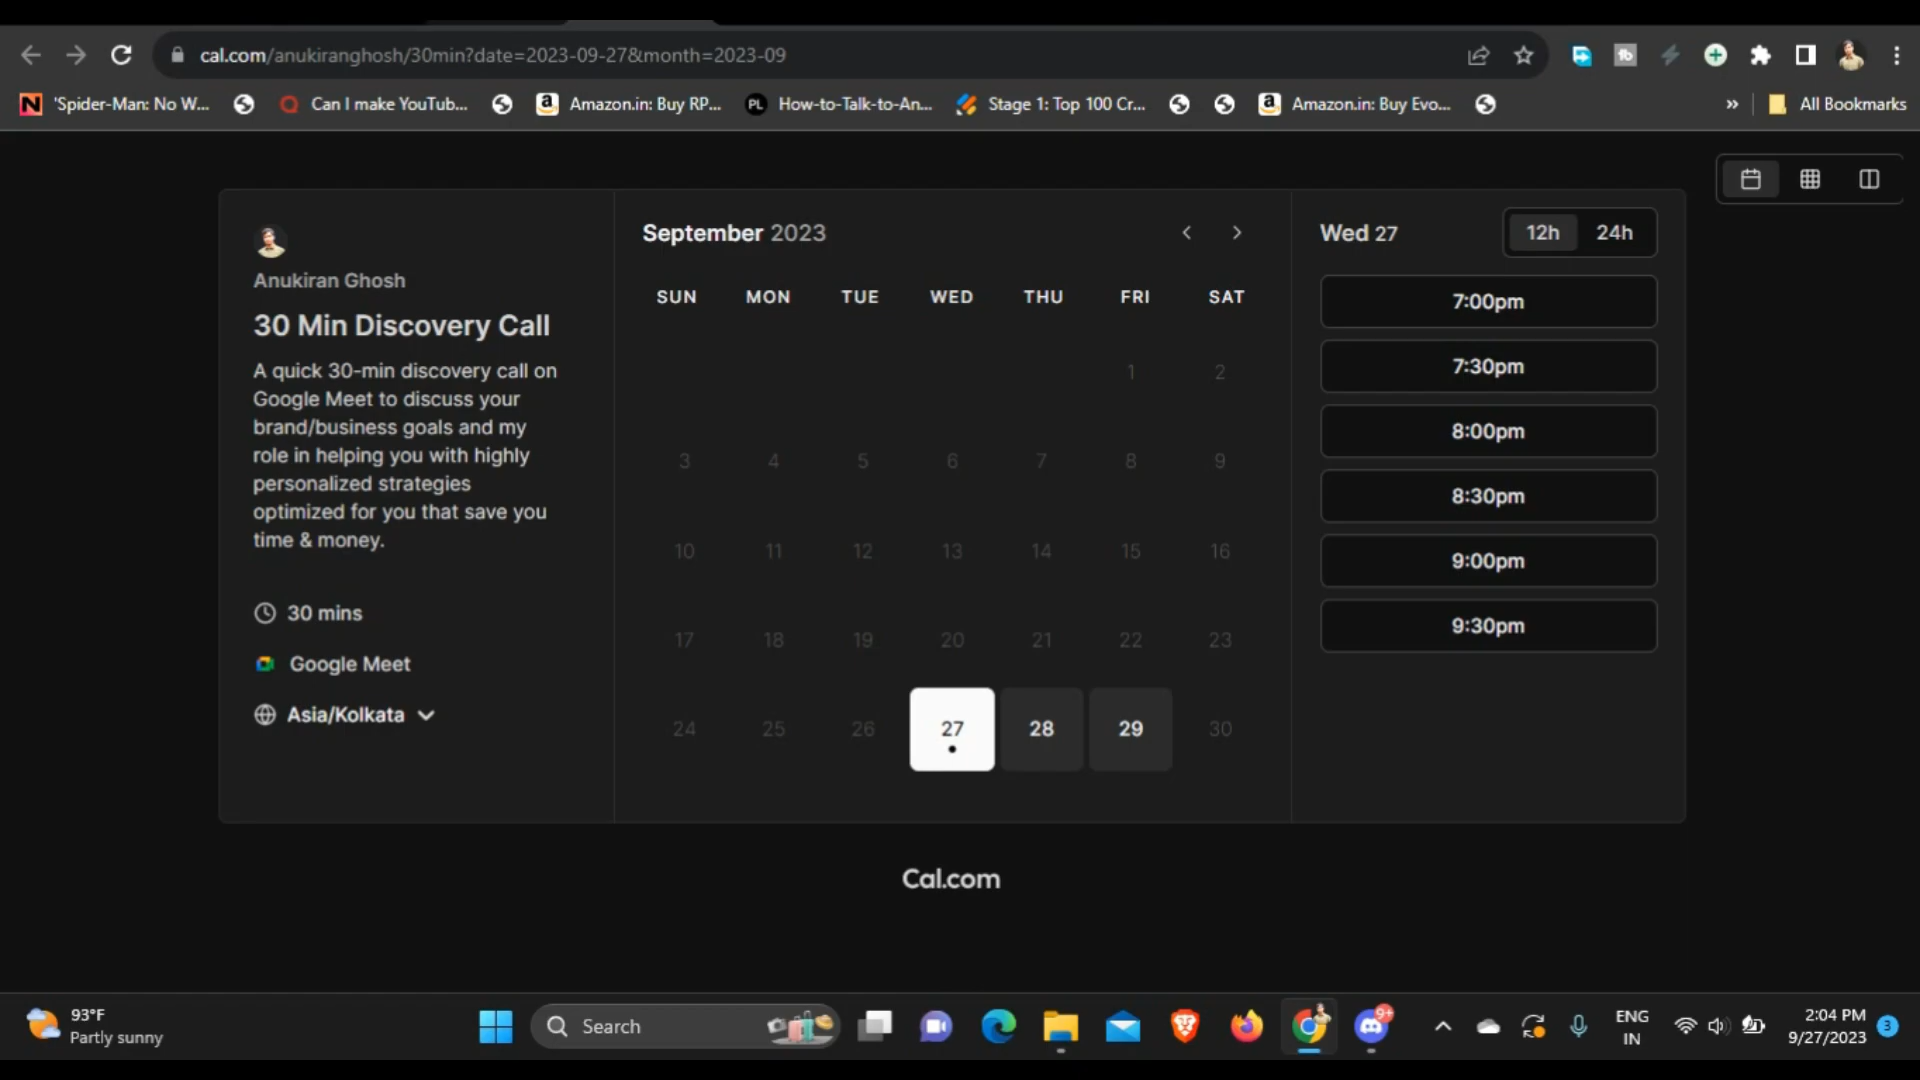 cal.com/anukiranghosh/30min?date=2023-09-27&month=2023-09
'Spider-Man: No W... Can I make YouTub... Amazon.in: Buy RP... PL How-to-Talk-to-An... Stage 1: Top 100 Cr... Amazon.in: Buy Evo... » All Bookmarks
Anukiran Ghosh
30 Min Discovery Call
A quick 30-min discovery call on
Google Meet to discuss your
brand/business goals and my
role in helping you with highly
personalized strategies
optimized for you that save you
time & money.
30 mins
Google Meet
Asia/Kolkata
September 2023
SUN MON TUE WED THU FRI SAT
1 2
3 4 5 6 7 8 9
10 11 12 13 14 15 16
17 18 19 20 21 22 23
24 25 26 27 28 29 30
Wed 27 12h 24h
7:00pm
7:30pm
8:00pm
8:30pm
9:00pm
9:30pm
Cal.com
93°F
Partly sunny
Search
9+
ENG
IN
2:04 PM
9/27/2023
3